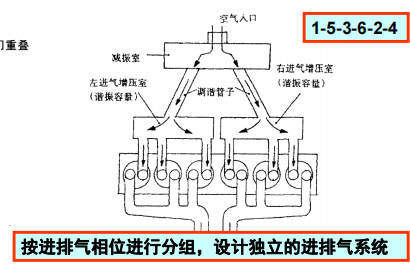 空气入口
1-5-3-6-2-4
门重叠
减振室
左进气增压室
(谐振容量)
调谐管子
右进气增压室
(谐振容量)
按进排气相位进行分组，设计独立的进排气系统